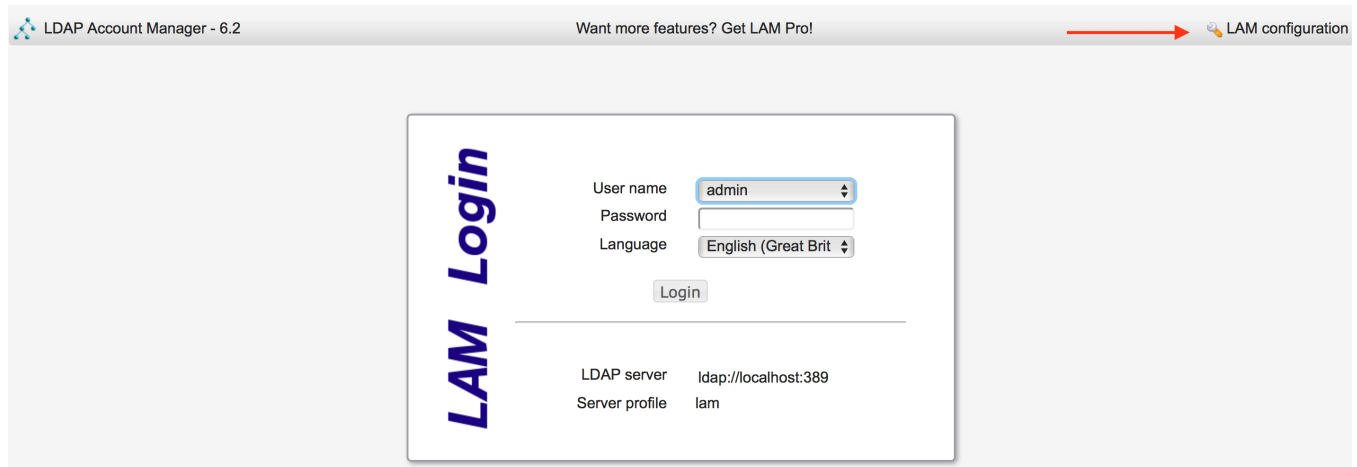 LDAP Account Manager - 6.2 Want more features? Get LAM Pro! LAM configuration
LAM Login
User name admin
Password
Language English (Great Brit
Login
LDAP server ldap://localhost:389
Server profile lam